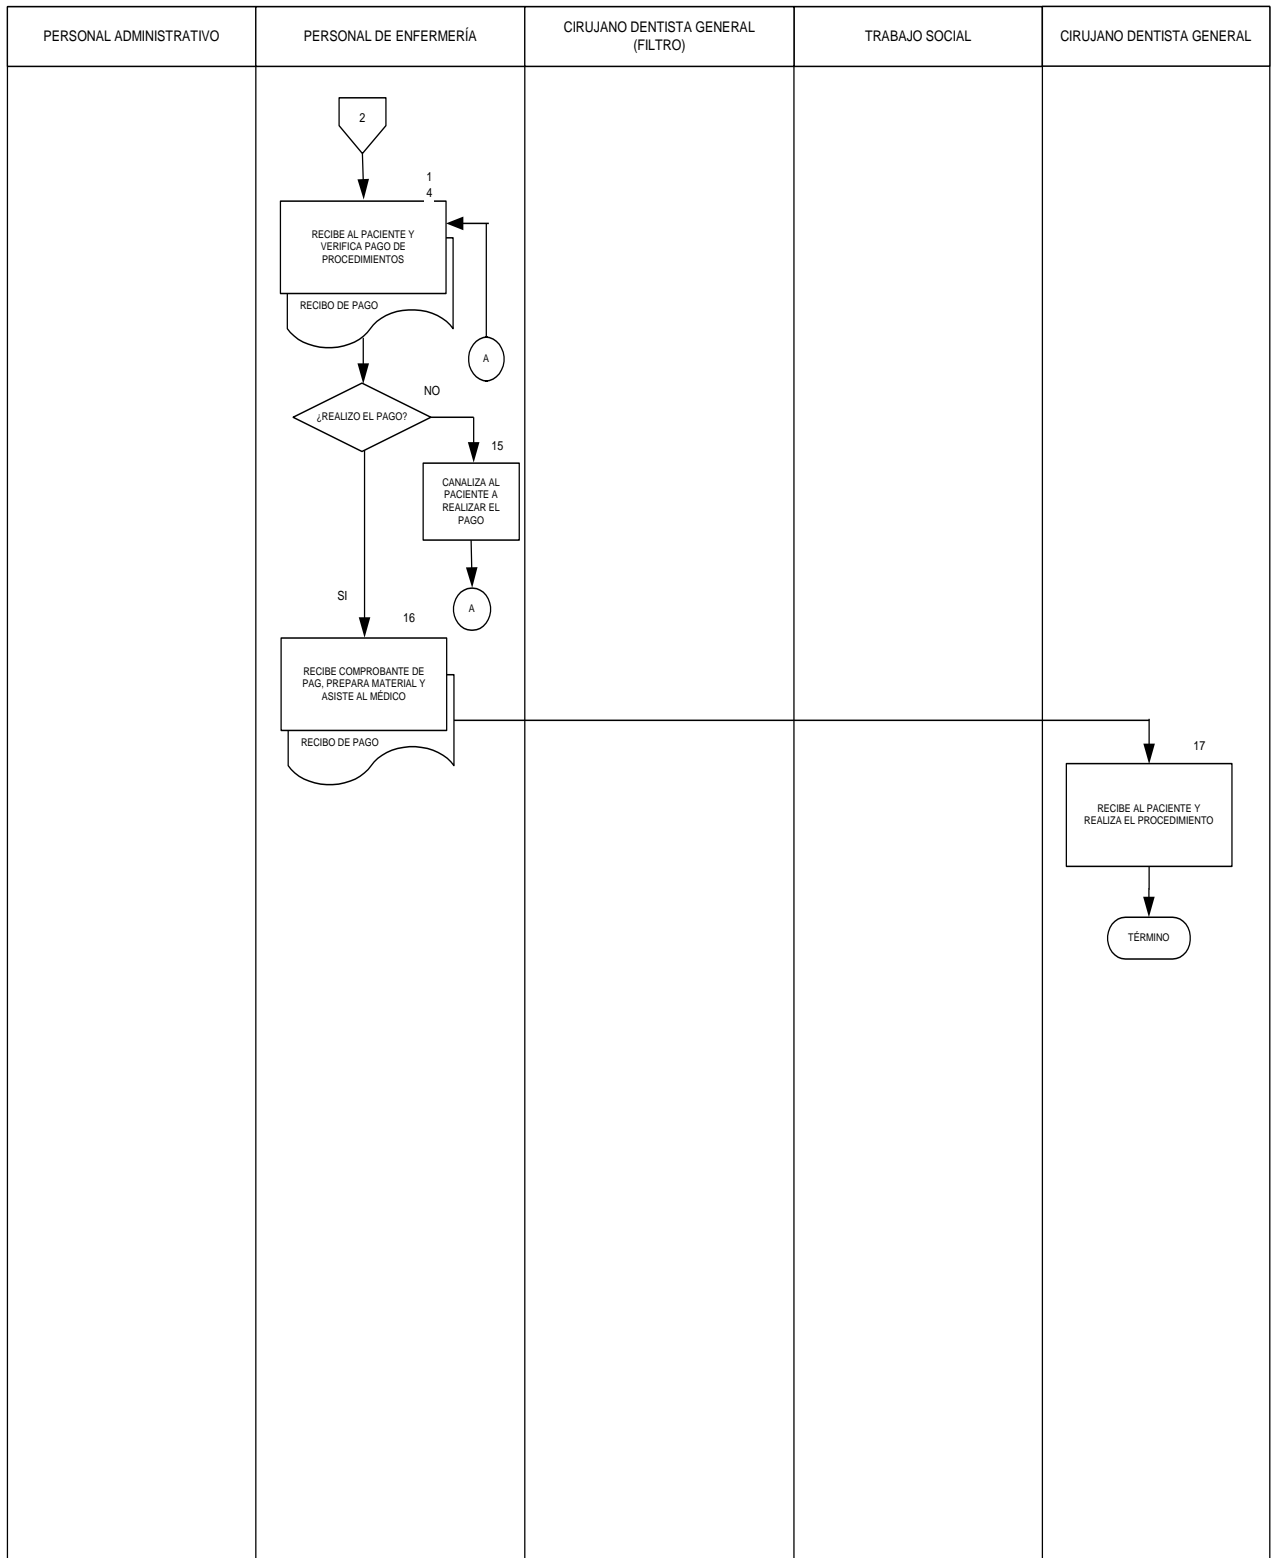 PERSONAL ADMINISTRATIVO
PERSONAL DE ENFERMERÍA
CIRUJANO DENTISTA GENERAL
(FILTRO)
TRABAJO SOCIAL
CIRUJANO DENTISTA GENERAL
2
1
4
RECIBE AL PACIENTE Y
VERIFICA PAGO DE
PROCEDIMIENTOS
RECIBO DE PAGO
A
¿REALIZO EL PAGO?
NO
15
CANALIZA AL
PACIENTE A
REALIZAR EL
PAGO
A
SI
16
RECIBE COMPROBANTE DE
PAG, PREPARA MATERIAL Y
ASISTE AL MÉDICO
RECIBO DE PAGO
17
RECIBE AL PACIENTE Y
REALIZA EL PROCEDIMIENTO
TÉRMINO